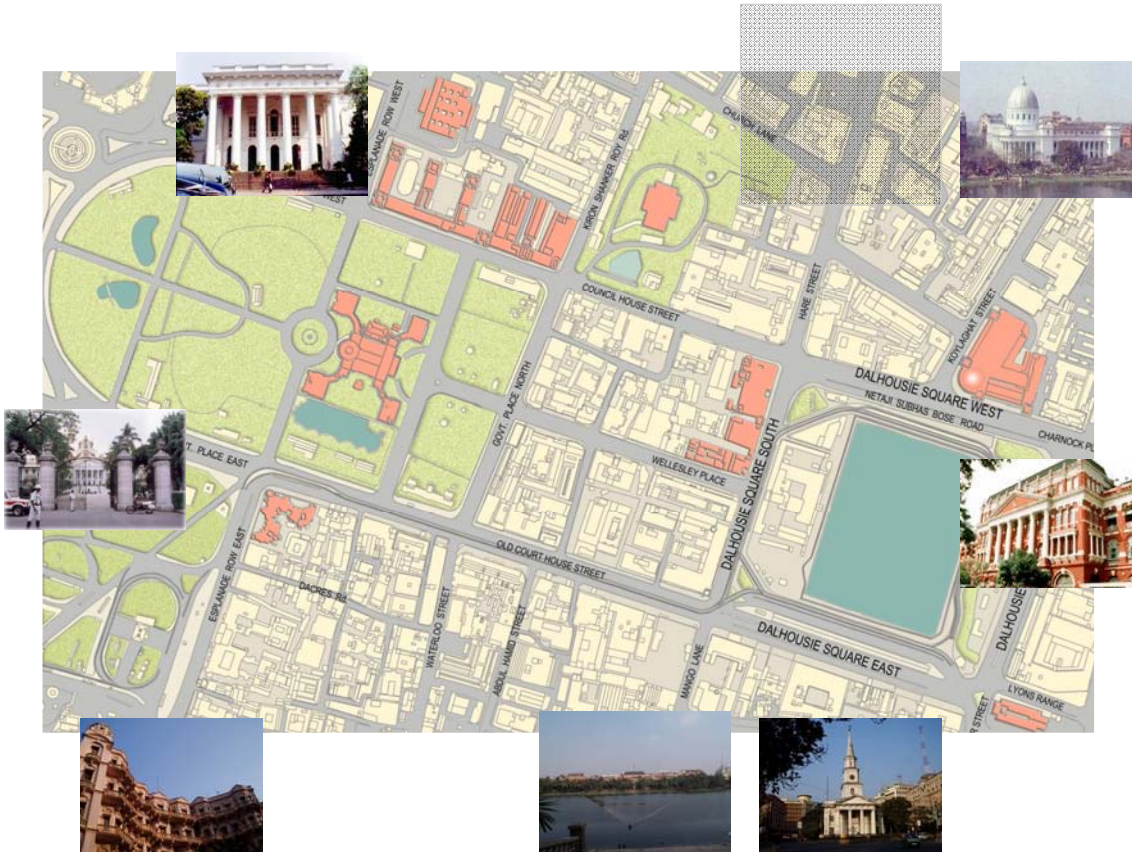 ESPLANADE ROW WEST
WEST
KIRON SHANKER ROY Rd
CHURCH LANE
COUNCIL HOUSE STREET
HARE STREET
KOYLAGHAT STREET
DALHOUSIE SQUARE WEST
NETAJI SUBHAS BOSE ROAD
CHARNOCK PL
GOVT. PLACE NORTH
VT. PLACE EAST
WELLESLEY PLACE
DALHOUSIE SQUARE SOUTH
OLD COURT HOUSE STREET
ESPLANADE ROW EAST
DACRES Rd.
WATERLOO STREET
ABDUL HAMID STREET
MANGO LANE
DALHOUSIE SQUARE EAST
DALHOUSIE
LYONS RANGE
R STREET